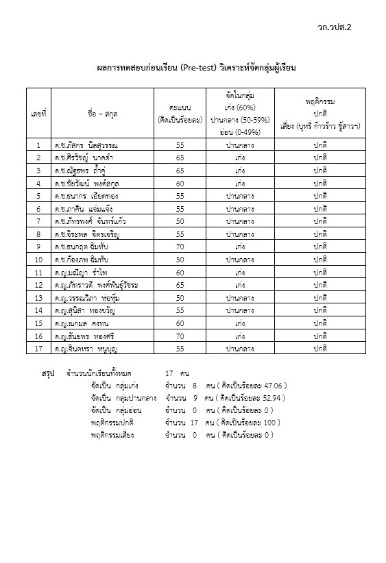 วก.วปส.2
ผลการทดสอบก่อนเรียน (Pre-test) วิเคราะห์จัดกลุ่มผู้เรียน
เลขที่ ชื่อ – สกุล คะแนน (คิดเป็นร้อยละ) จัดในกลุ่ม เก่ง (60%) ปานกลาง (50-59%) อ่อน (0-49%) พฤติกรรม ปกติ เสี่ยง (บุหรี่ ก้าวร้าว ชู้สาวฯ)
1 ด.ช.ภัสกร นิลสุวรรณ 55 ปานกลาง ปกติ
2 ด.ช.ศิรวิชญ์ นาคดำ 65 เก่ง ปกติ
3 ด.ช.ณัฐธพร ล้ำคู่ 65 เก่ง ปกติ
4 ด.ช.ชัยวัฒน์ พงศ์สกุล 60 เก่ง ปกติ
5 ด.ช.ธนากร เอียดทอง 55 ปานกลาง ปกติ
6 ด.ช.ภาคิน แจ่มแจ้ง 55 ปานกลาง ปกติ
7 ด.ช.ภัทรพงศ์ จันทร์แก้ว 50 ปานกลาง ปกติ
8 ด.ช.ธีระพล จิตรเจริญ 55 ปานกลาง ปกติ
9 ด.ช.ธนกฤต ฉิมทับ 70 เก่ง ปกติ
10 ด.ช.ก้องภพ ฉิมทับ 50 ปานกลาง ปกติ
11 ด.ญ.มณีญา รำไพ 60 เก่ง ปกติ
12 ด.ญ.ภัทราวดี พงศ์พันธุ์วัชระ 65 เก่ง ปกติ
13 ด.ญ.วรรณวิภา หอหุ้ม 50 ปานกลาง ปกติ
14 ด.ญ.สุนิสา ทองขวัญ 55 ปานกลาง ปกติ
15 ด.ญ.ณกมล คงทน 60 เก่ง ปกติ
16 ด.ญ.ธันยพร ทองศรี 70 เก่ง ปกติ
17 ด.ญ.จินตหรา หนูบุญ 55 ปานกลาง ปกติ
สรุป จำนวนนักเรียนทั้งหมด 17 คน
จัดเป็น กลุ่มเก่ง จำนวน 8 คน ( คิดเป็นร้อยละ 47.06 )
จัดเป็น กลุ่มปานกลาง จำนวน 9 คน ( คิดเป็นร้อยละ 52.94 )
จัดเป็น กลุ่มอ่อน จำนวน 0 คน ( คิดเป็นร้อยละ 0 )
พฤติกรรมปกติ จำนวน 17 คน ( คิดเป็นร้อยละ 100 )
พฤติกรรมเสี่ยง จำนวน 0 คน ( คิดเป็นร้อยละ 0 )